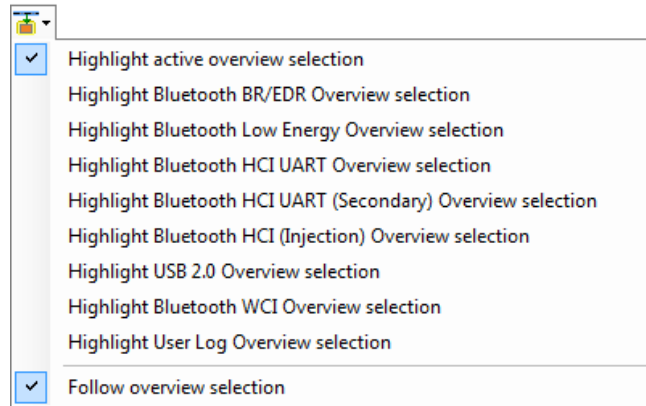 Highlight active overview selection
Highlight Bluetooth BR/EDR Overview selection
Highlight Bluetooth Low Energy Overview selection
Highlight Bluetooth HCI UART Overview selection
Highlight Bluetooth HCI UART (Secondary) Overview selection
Highlight Bluetooth HCI (Injection) Overview selection
Highlight USB 2.0 Overview selection
Highlight Bluetooth WCI Overview selection
Highlight User Log Overview selection
Follow overview selection